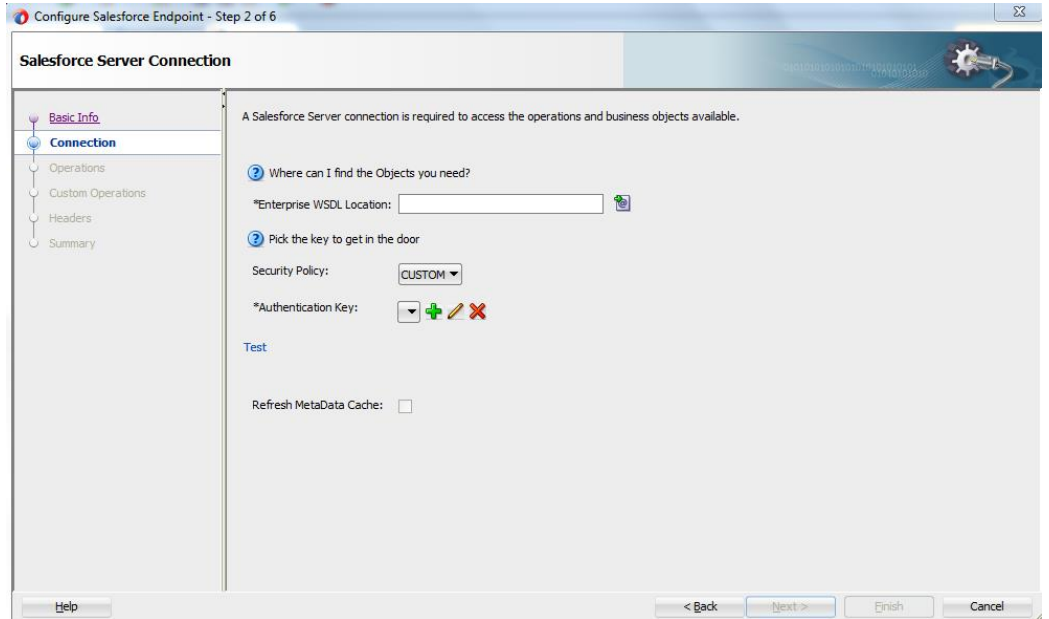 Configure Salesforce Endpoint - Step 2 of 6
Salesforce Server Connection
Basic Info
Connection
Operations
Custom Operations
Headers
Summary
A Salesforce Server connection is required to access the operations and business objects available.
Where can I find the Objects you need?
*Enterprise WSDL Location:
Pick the key to get in the door
Security Policy: CUSTOM
*Authentication Key:
Test
Refresh MetaData Cache:
Help < Back Next > Finish Cancel